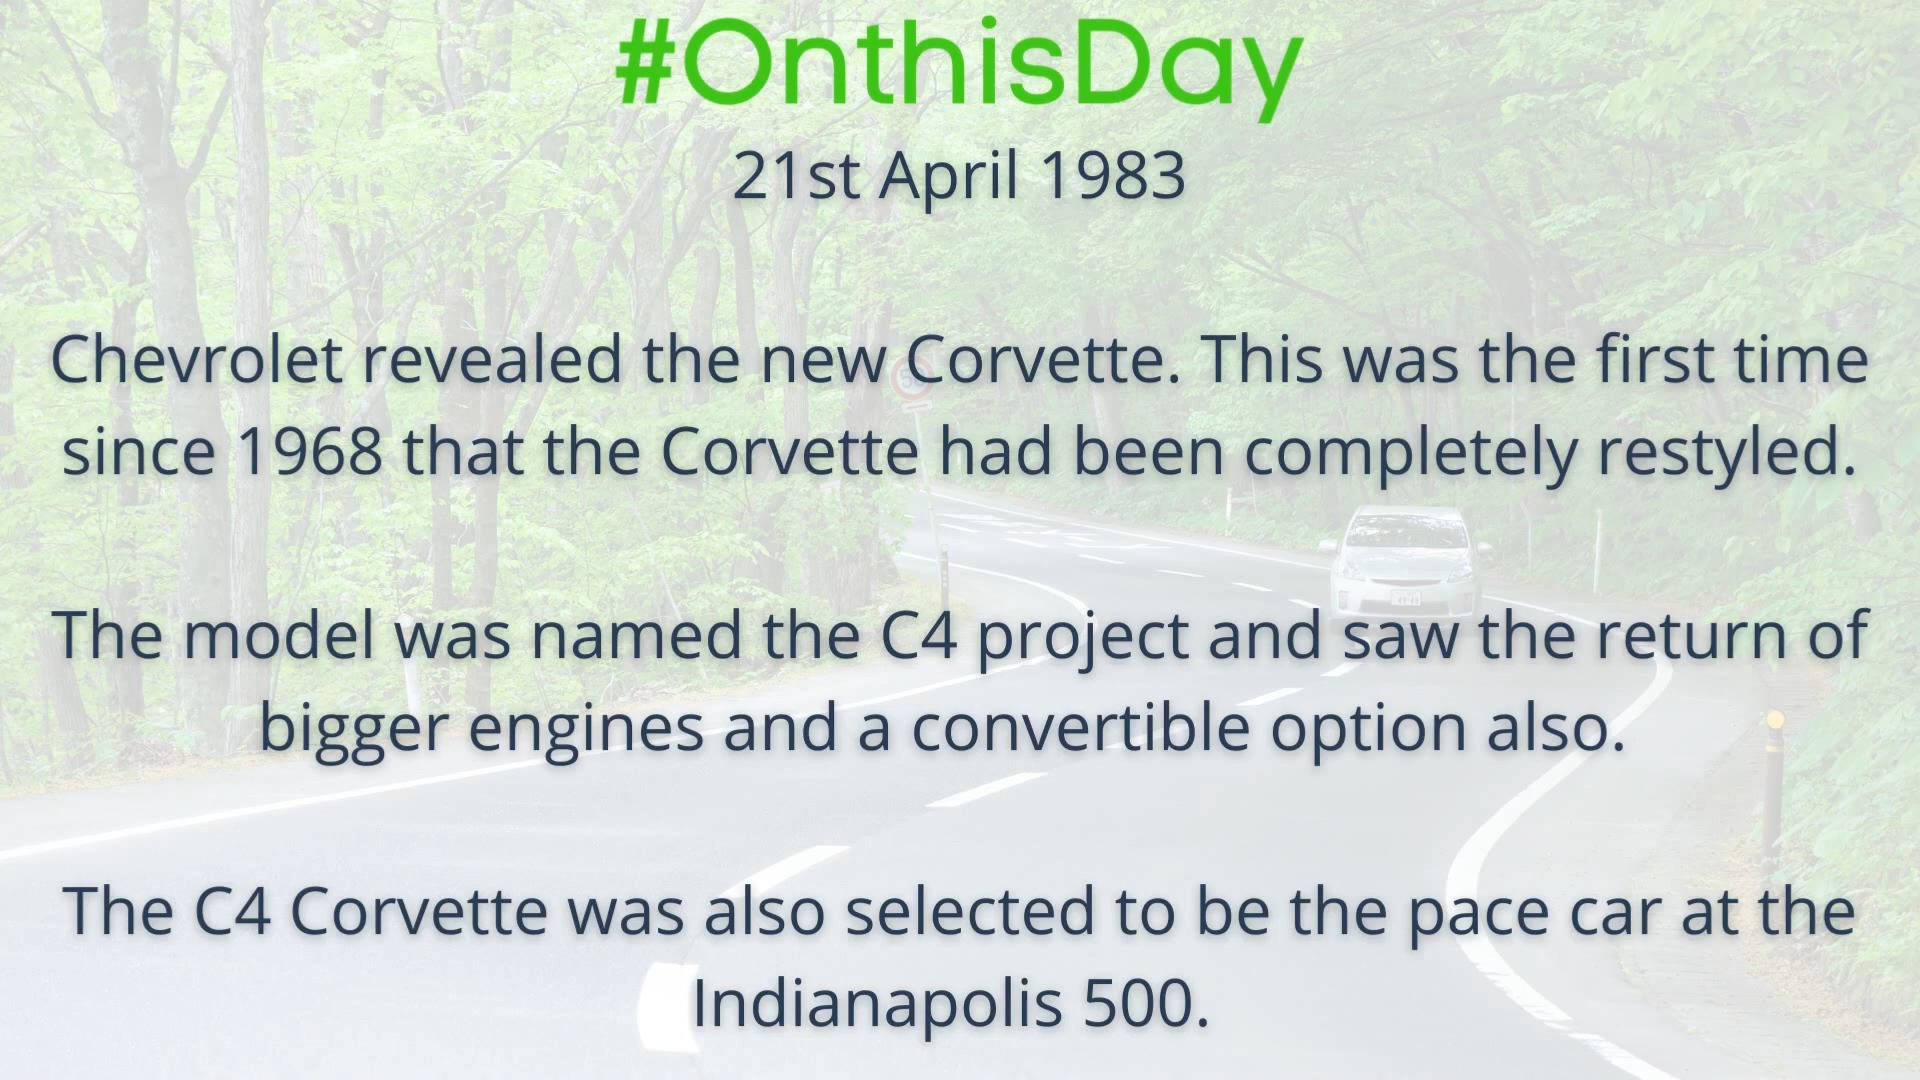 #OnthisDay
21st April 1983
Chevrolet revealed the new Corvette. This was the first time
since 1968 that the Corvette had been completely restyled.
The model was named the C4 project and saw the return of
bigger engines and a convertible option also.
The C4 Corvette was also selected to be the pace car at the
Indianapolis 500.